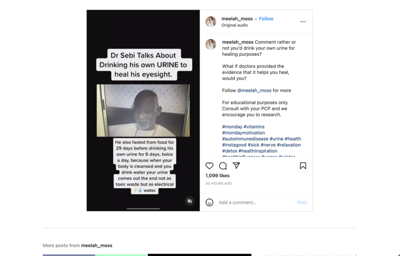 meelah_moss • Follow
Original audio
Dr Sebi Talks About
Drinking his own URINE to
heal his eyesight.
He also fasted from food for
29 days before drinking his
own urine for 6 days, twice
a day, because when your
body is cleansed and you
drink water your urine
comes out the end not as
toxic waste but as electrical
water.
meelah_moss Comment rather or
not you'd drink your own urine for
healing purposes?
What if doctors provided the
evidence that it helps you heal,
would you?
Follow @meelah_moss for more
For educational purposes only.
Consult with your PCP and we
encourage you to research.
#monday #vitamins
#mondaymotivation
#autoimmunedisease #urine #health
#instagood #sick #nerve #relaxation
#detox #healthinspiration
1,099 likes
20 HOURS AGO
Add a comment...
Post
More posts from meelah_moss